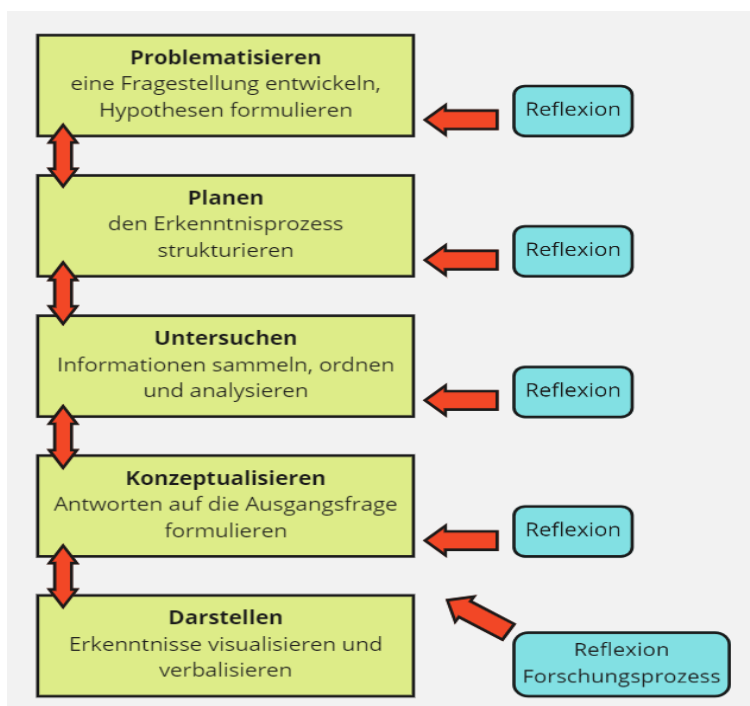 Problematisieren
eine Fragestellung entwickeln,
Hypothesen formulieren
Reflexion
Planen
den Erkenntnisprozess
strukturieren
Reflexion
Untersuchen
Informationen sammeln, ordnen
und analysieren
Reflexion
Konzeptualisieren
Antworten auf die Ausgangsfrage
formulieren
Reflexion
Darstellen
Erkenntnisse visualisieren und
verbalisieren
Reflexion
Forschungsprozess